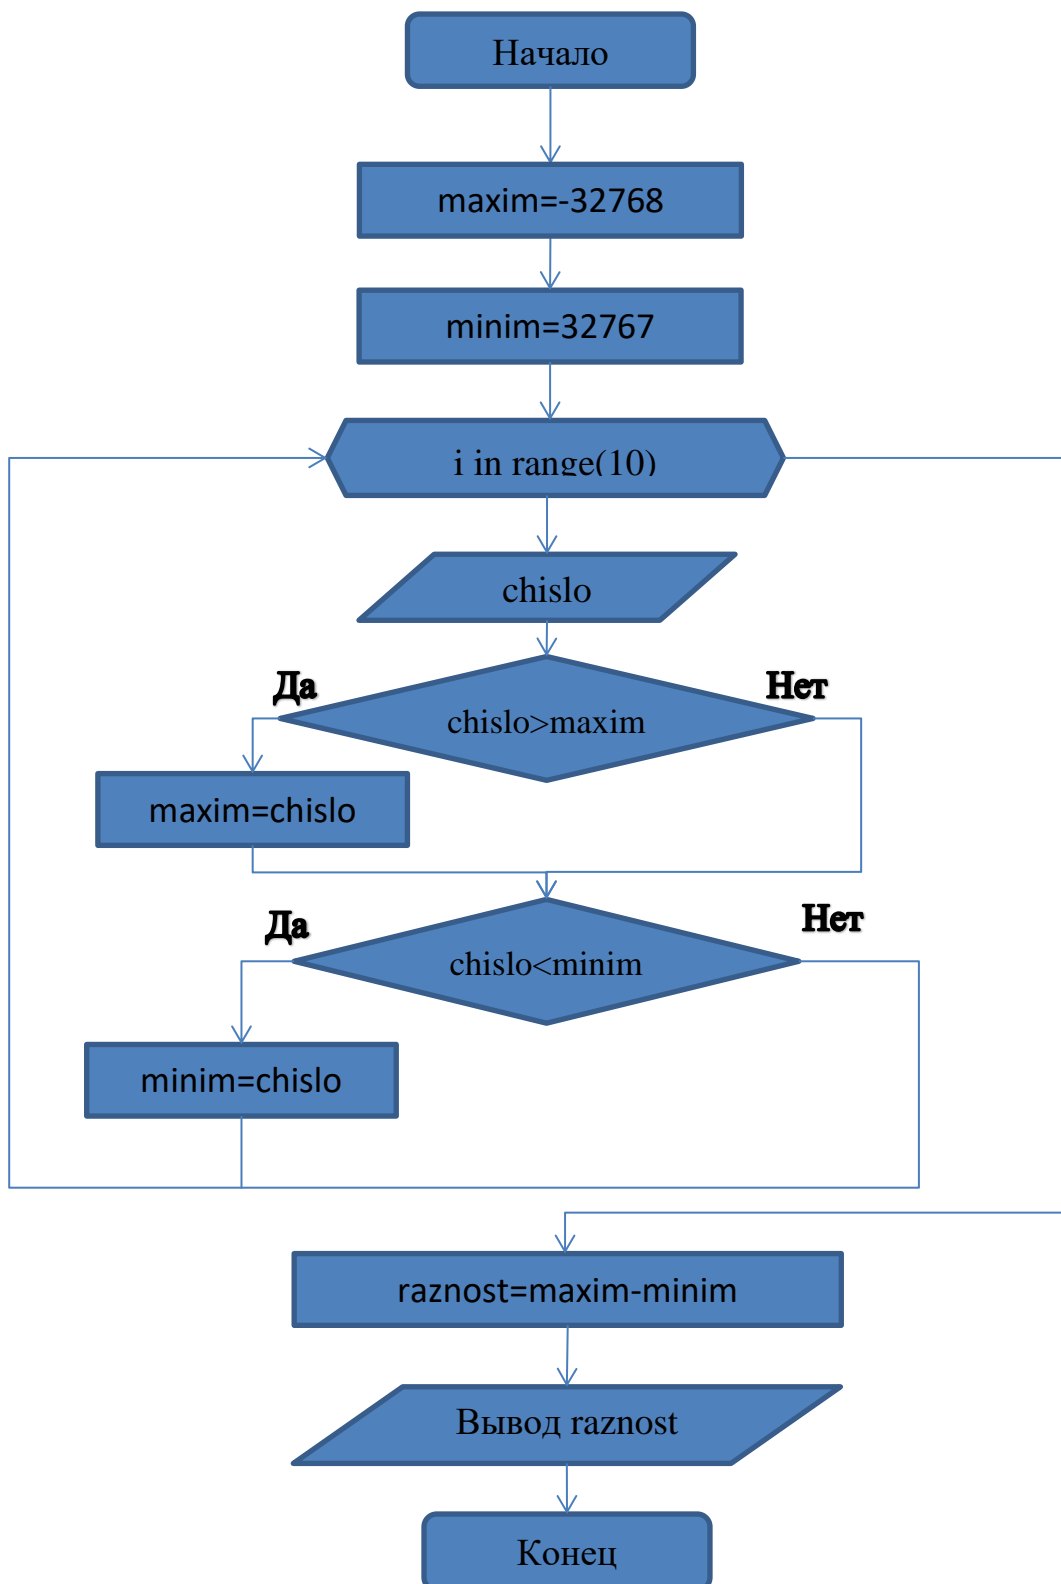 Начало
maxim=-32768
minim=32767
i in range(10)
chislo
Да
Нет
chislo>maxim
maxim=chislo
Да
Нет
chislo<minim
minim=chislo
raznost=maxim-minim
Вывод raznost
Конец